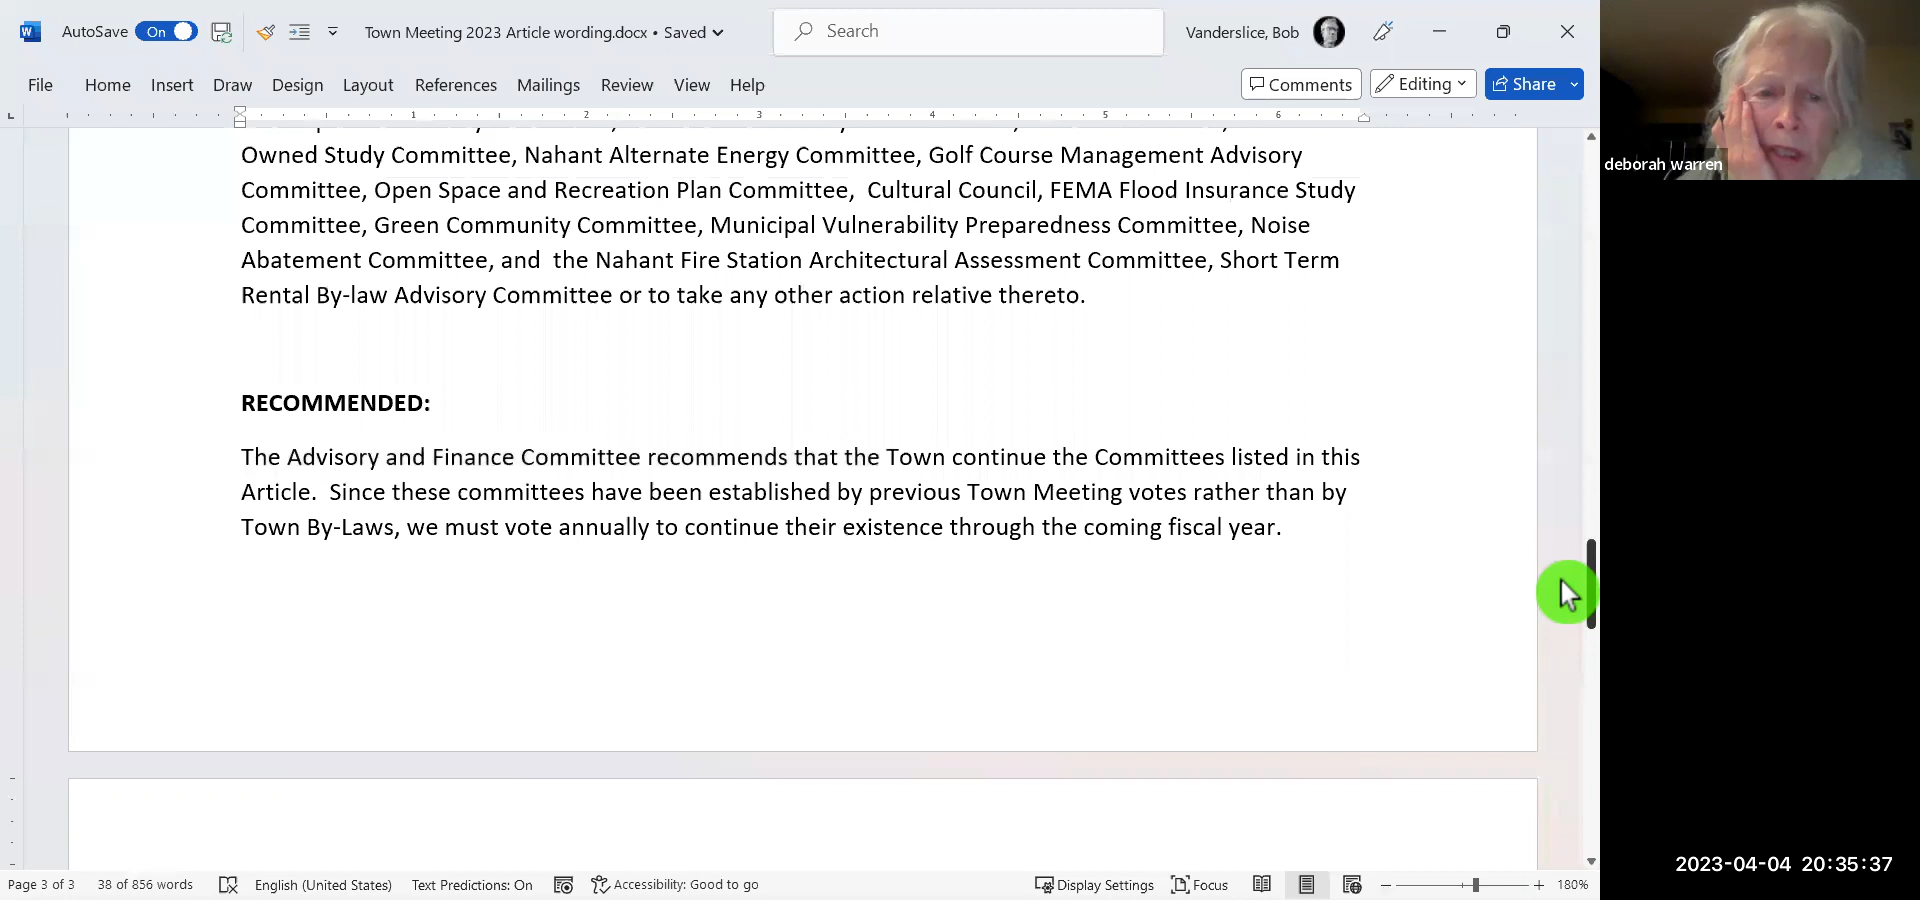 AutoSave On Town Meeting 2023 Article wording.docx • Saved Search Vanderslice, Bob
File Home Insert Draw Design Layout References Mailings Review View Help Comments Editing Share
1 2 3 4 5 6
Owned Study Committee, Nahant Alternate Energy Committee, Golf Course Management Advisory
Committee, Open Space and Recreation Plan Committee,  Cultural Council, FEMA Flood Insurance Study
Committee, Green Community Committee, Municipal Vulnerability Preparedness Committee, Noise
Abatement Committee, and  the Nahant Fire Station Architectural Assessment Committee, Short Term
Rental By-law Advisory Committee or to take any other action relative thereto.
RECOMMENDED:
The Advisory and Finance Committee recommends that the Town continue the Committees listed in this
Article.  Since these committees have been established by previous Town Meeting votes rather than by
Town By-Laws, we must vote annually to continue their existence through the coming fiscal year.
Page 3 of 3 38 of 856 words English (United States) Text Predictions: On Accessibility: Good to go Display Settings Focus 180%
deborah warren
2023-04-04 20:35:37